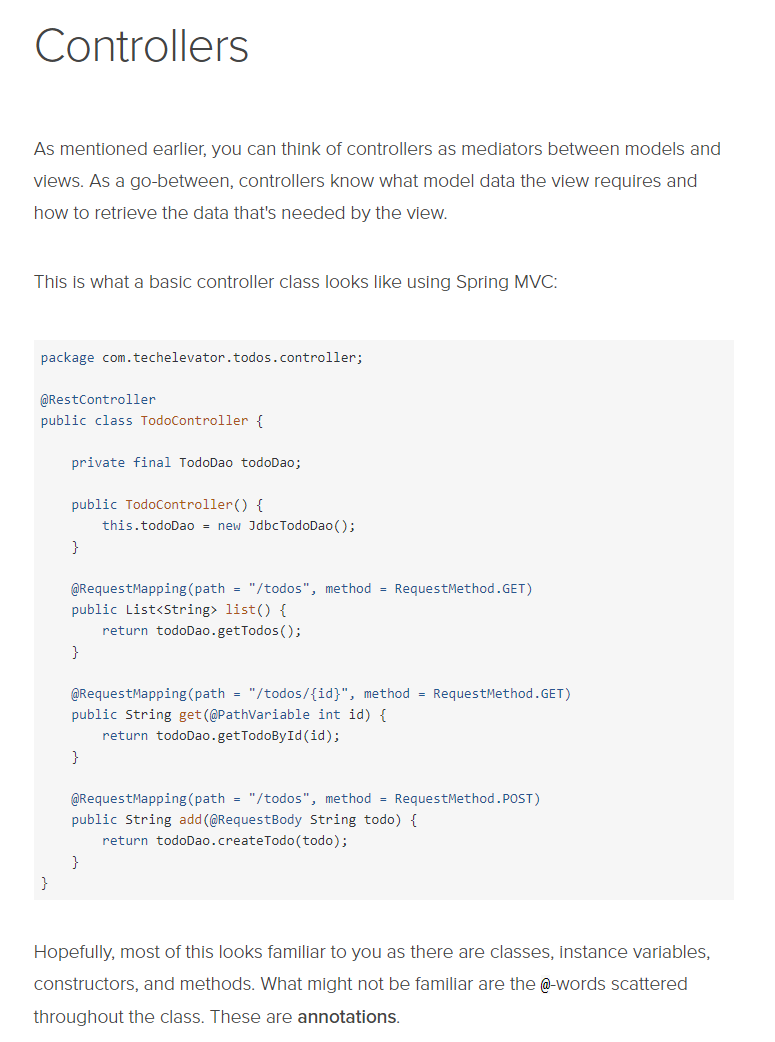 Controllers
As mentioned earlier, you can think of controllers as mediators between models and
views. As a go-between, controllers know what model data the view requires and
how to retrieve the data that's needed by the view.
This is what a basic controller class looks like using Spring MVC:
package com.techelevator.todos.controller;
@RestController
public class TodoController {
    private final TodoDao todoDao;
    public TodoController() {
        this.todoDao = new JdbcTodoDao();
    }
    @RequestMapping(path = "/todos", method = RequestMethod.GET)
    public List<String> list() {
        return todoDao.getTodos();
    }
    @RequestMapping(path = "/todos/{id}", method = RequestMethod.GET)
    public String get(@PathVariable int id) {
        return todoDao.getTodoById(id);
    }
    @RequestMapping(path = "/todos", method = RequestMethod.POST)
    public String add(@RequestBody String todo) {
        return todoDao.createTodo(todo);
    }
}
Hopefully, most of this looks familiar to you as there are classes, instance variables,
constructors, and methods. What might not be familiar are the @-words scattered
throughout the class. These are annotations.